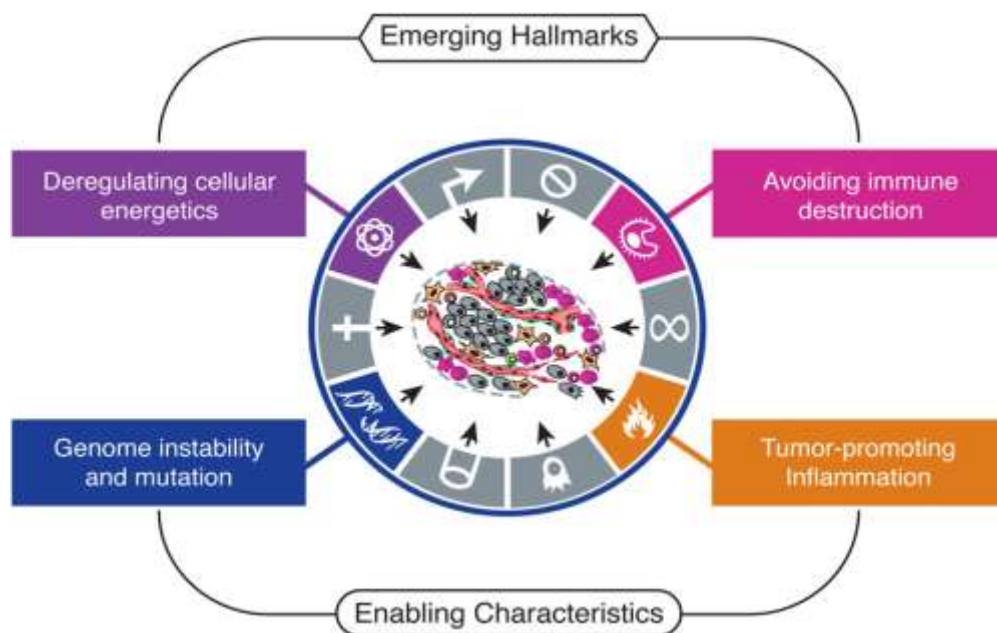 Emerging Hallmarks
Deregulating cellular
energetics
Avoiding immune
destruction
Genome instability
and mutation
Tumor-promoting
Inflammation
Enabling Characteristics